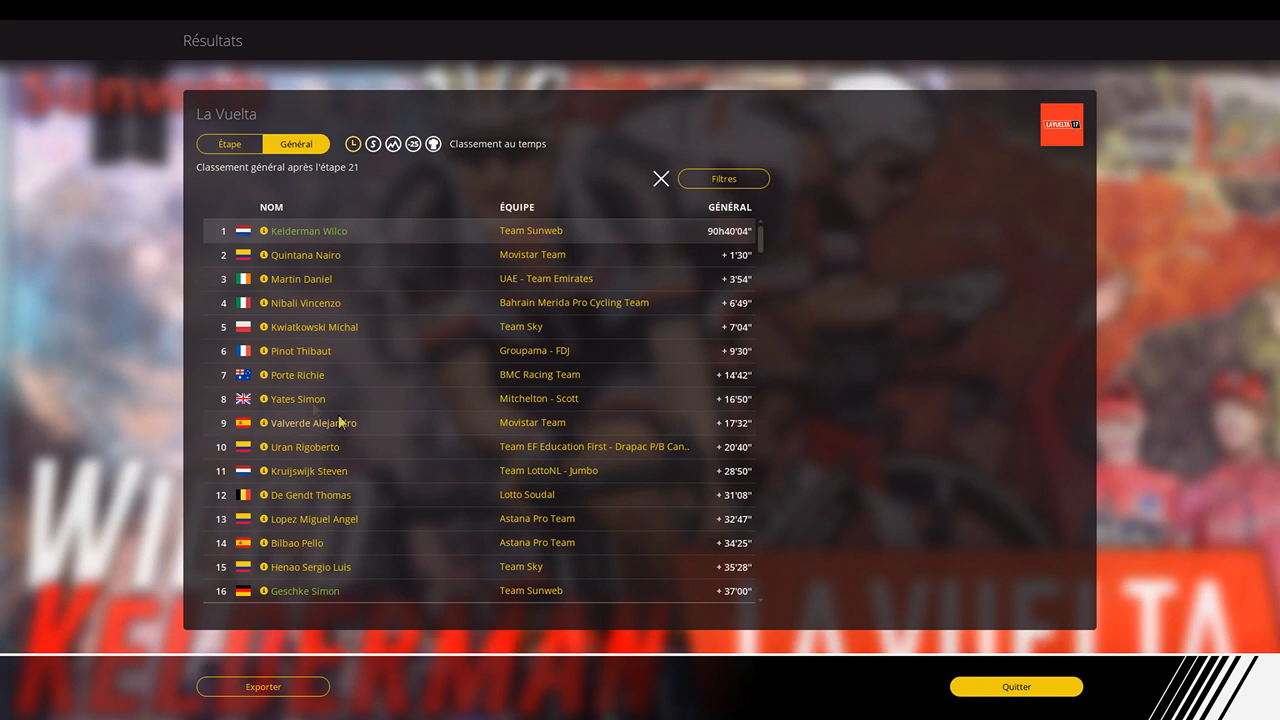 Résultats
La Vuelta
LA VUELTA 17
Étape Général S -25 Classement au temps
Classement général après l'étape 21
Filtres
NOM ÉQUIPE GÉNÉRAL
1 Kelderman Wilco Team Sunweb 90h40'04"
2 Quintana Nairo Movistar Team + 1'30"
3 Martin Daniel UAE - Team Emirates + 3'54"
4 Nibali Vincenzo Bahrain Merida Pro Cycling Team + 6'49"
5 Kwiatkowski Michal Team Sky + 7'04"
6 Pinot Thibaut Groupama - FDJ + 9'30"
7 Porte Richie BMC Racing Team + 14'42"
8 Yates Simon Mitchelton - Scott + 16'50"
9 Valverde Alejandro Movistar Team + 17'32"
10 Uran Rigoberto Team EF Education First - Drapac P/B Can.. + 20'40"
11 Kruijswijk Steven Team LottoNL - Jumbo + 28'50"
12 De Gendt Thomas Lotto Soudal + 31'08"
13 Lopez Miguel Angel Astana Pro Team + 32'47"
14 Bilbao Pello Astana Pro Team + 34'25"
15 Henao Sergio Luis Team Sky + 35'28"
16 Geschke Simon Team Sunweb + 37'00"
KELDERMAN
LA VUELTA
Exporter Quitter